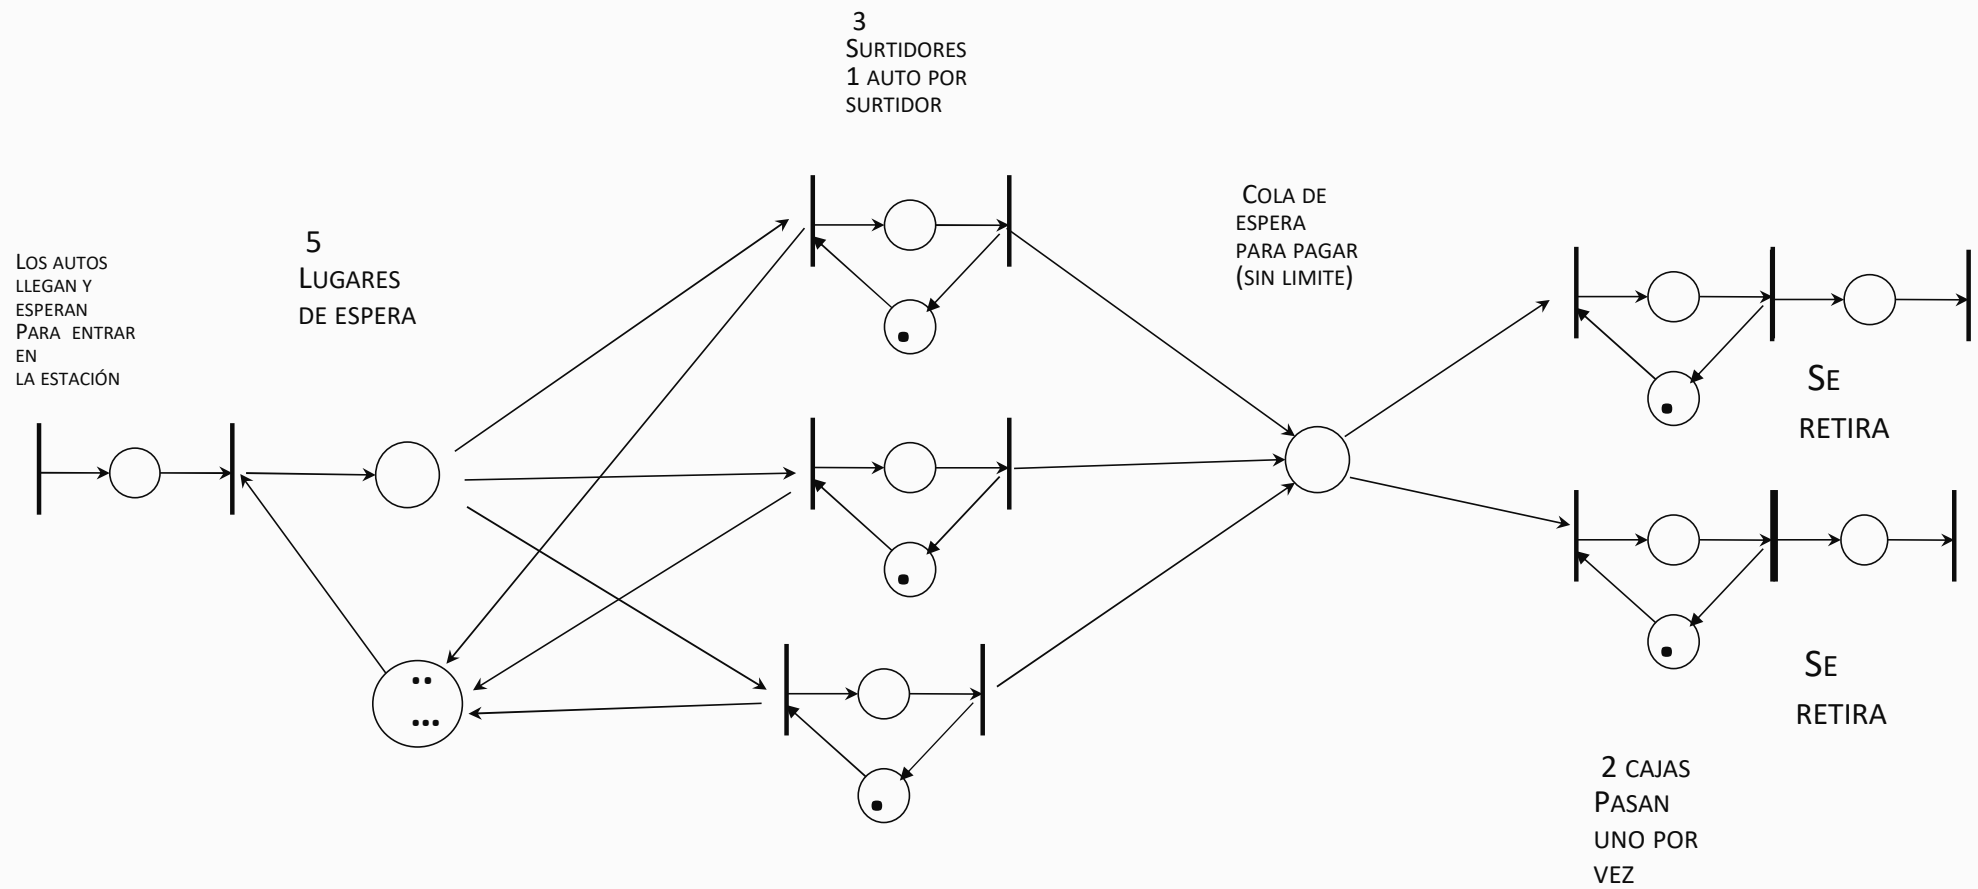 3
Surtidores
1 auto por
surtidor
Cola de
espera
para pagar
(sin limite)
5
Lugares
de espera
Los autos
llegan y
esperan
Para entrar
en
la estación
Se
retira
Se
retira
2 cajas
Pasan
uno por
vez